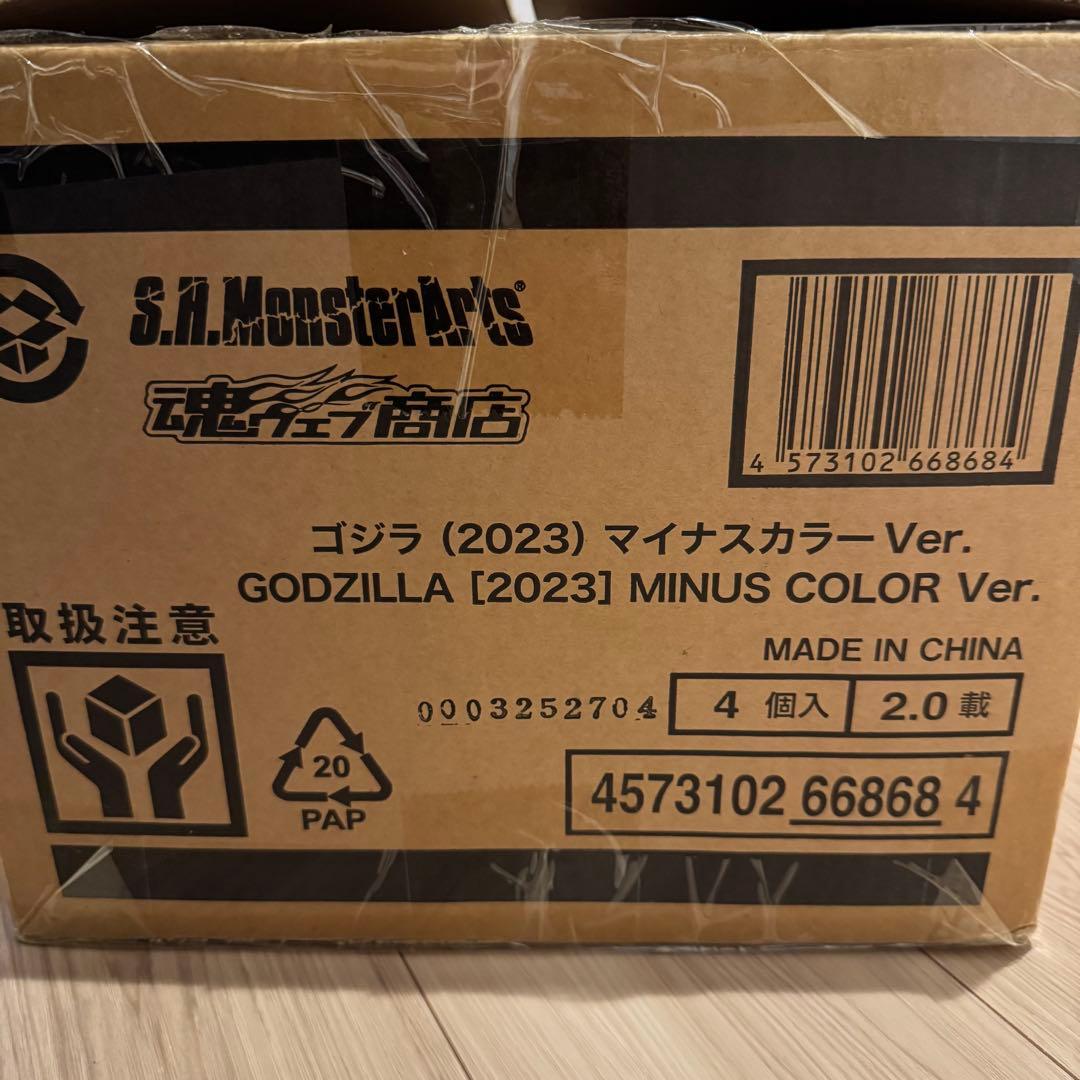 S.H.MonsterArts®
魂ウェブ商店
4 573102 668684
ゴジラ (2023) マイナスカラー Ver.
GODZILLA [2023] MINUS COLOR Ver.
取扱注意
MADE IN CHINA
0003252704
4 個入
2.0 載
20
PAP
4573102 66868 4